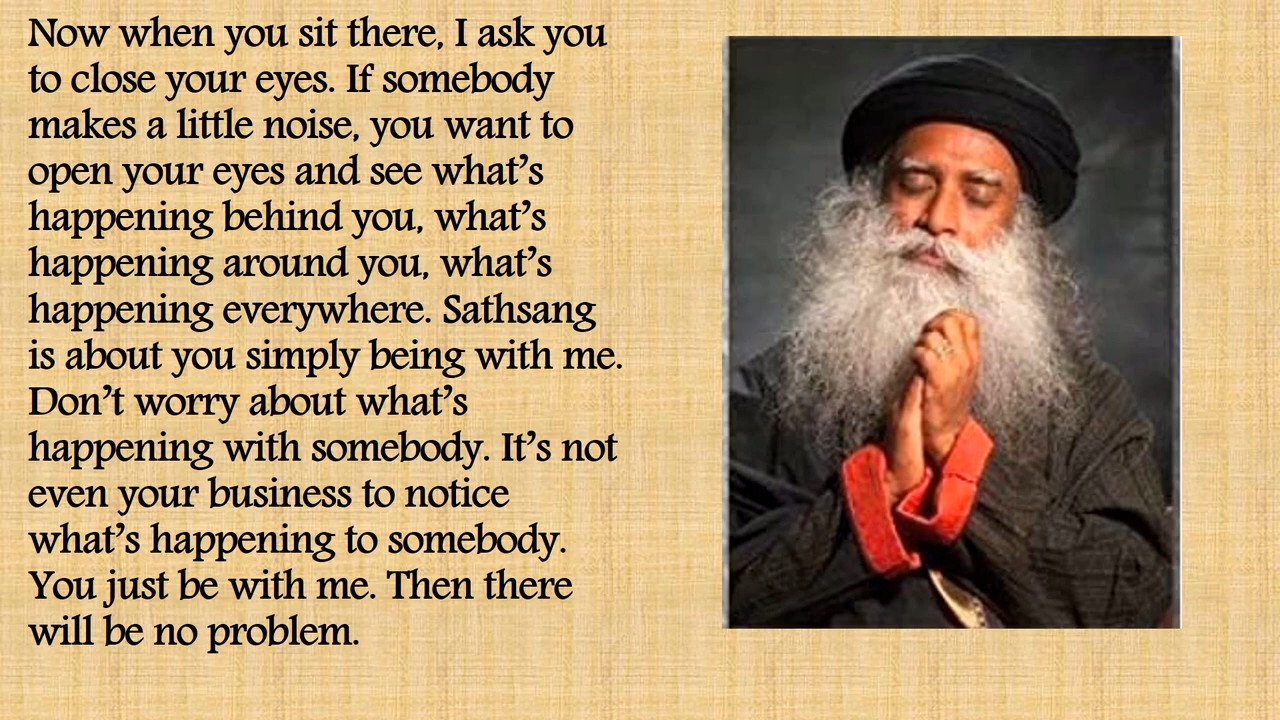 Now when you sit there, I ask you
to close your eyes. If somebody
makes a little noise, you want to
open your eyes and see what’s
happening behind you, what’s
happening around you, what’s
happening everywhere. Sathsang
is about you simply being with me.
Don’t worry about what’s
happening with somebody. It’s not
even your business to notice
what’s happening to somebody.
You just be with me. Then there
will be no problem.